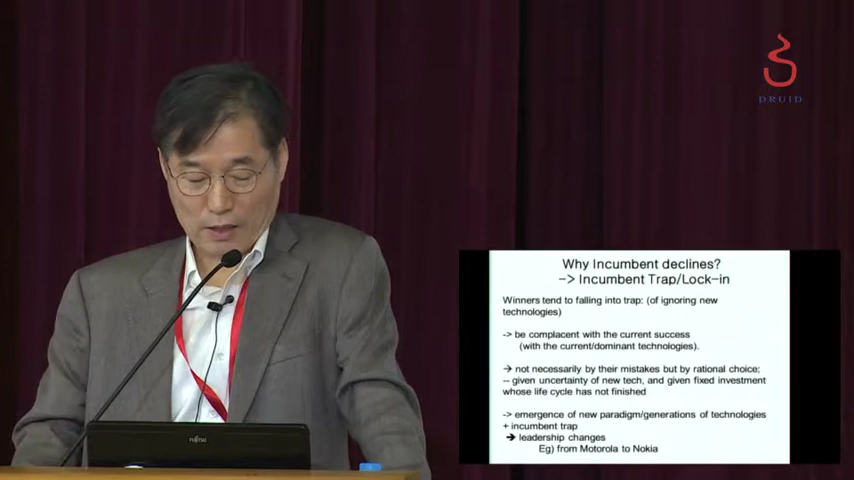 DRUID
Why Incumbent declines?
–> Incumbent Trap/Lock-in
Winners tend to falling into trap: (of ignoring new
technologies)
-> be complacent with the current success
(with the current/dominant technologies).
→ not necessarily by their mistakes but by rational choice;
-- given uncertainty of new tech, and given fixed investment
whose life cycle has not finished
-> emergence of new paradigm/generations of technologies
+ incumbent trap
➔ leadership changes
Eg) from Motorola to Nokia
FUJITSU